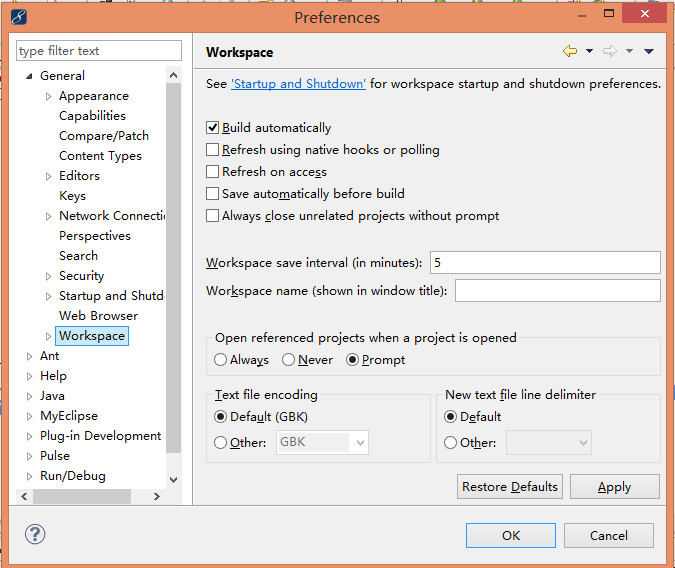 Preferences
type filter text
General
Appearance
Capabilities
Compare/Patch
Content Types
Editors
Keys
Network Connecti
Perspectives
Search
Security
Startup and Shutd
Web Browser
Workspace
Ant
Help
Java
MyEclipse
Plug-in Development
Pulse
Run/Debug
Workspace
See 'Startup and Shutdown' for workspace startup and shutdown preferences.
Build automatically
Refresh using native hooks or polling
Refresh on access
Save automatically before build
Always close unrelated projects without prompt
Workspace save interval (in minutes): 5
Workspace name (shown in window title):
Open referenced projects when a project is opened
Always Never Prompt
Text file encoding
Default (GBK)
Other: GBK
New text file line delimiter
Default
Other:
Restore Defaults Apply
OK Cancel